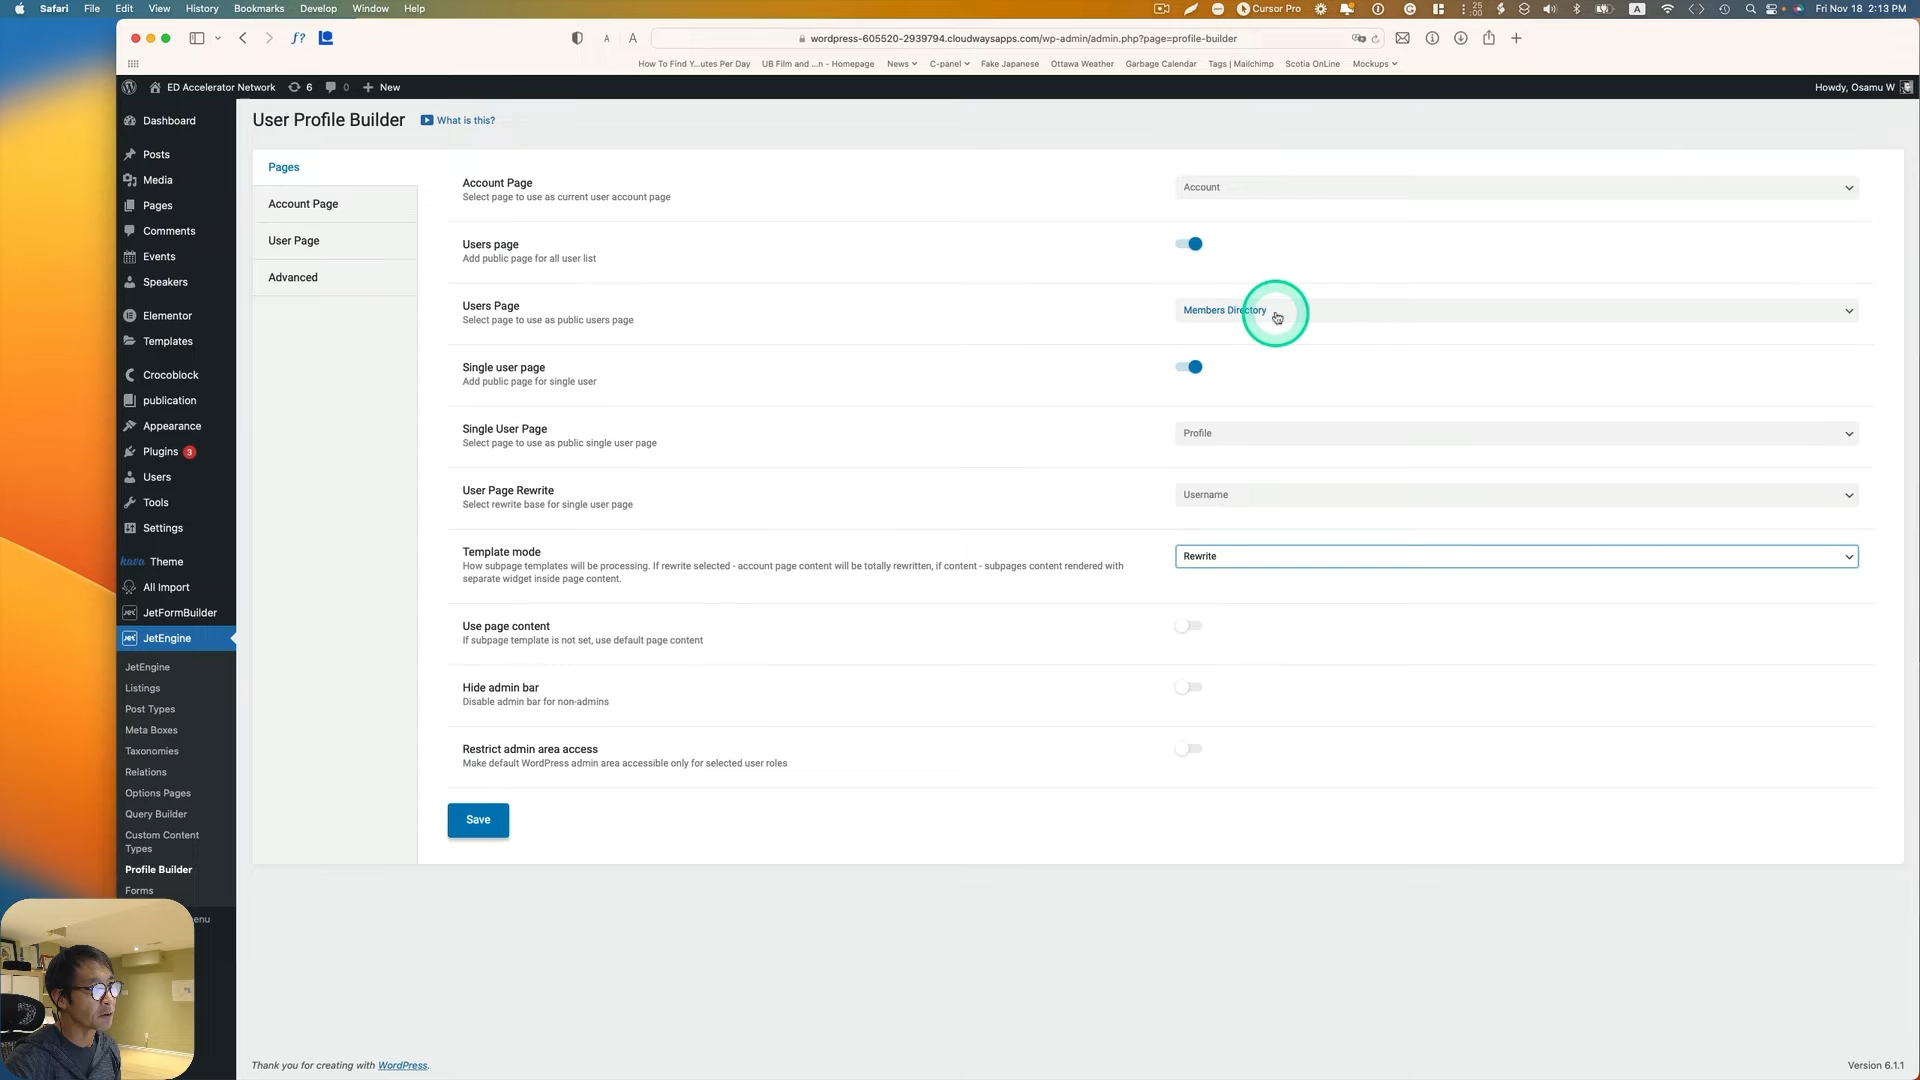 Safari File Edit View History Bookmarks Develop Window Help
Cursor Pro
25
:00
A
Fri Nov 18 2:13 PM
f?
A A
wordpress-605520-2939794.cloudwaysapps.com/wp-admin/admin.php?page=profile-builder
How To Find Y...utes Per Day UB Film and ...n - Homepage News C-panel Fake Japanese Ottawa Weather Garbage Calendar Tags | Mailchimp Scotia OnLine Mockups
ED Accelerator Network 6 0 New
Howdy, Osamu W
Dashboard
Posts
Media
Pages
Comments
Events
Speakers
Elementor
Templates
Crocoblock
publication
Appearance
Plugins 3
Users
Tools
Settings
kava Theme
All Import
JetFormBuilder
JetEngine
JetEngine
Listings
Post Types
Meta Boxes
Taxonomies
Relations
Options Pages
Query Builder
Custom Content
Types
Profile Builder
Forms
enu
User Profile Builder What is this?
Pages
Account Page
User Page
Advanced
Account Page
Select page to use as current user account page
Account
Users page
Add public page for all user list
Users Page
Select page to use as public users page
Members Directory
Single user page
Add public page for single user
Single User Page
Select page to use as public single user page
Profile
User Page Rewrite
Select rewrite base for single user page
Username
Template mode
How subpage templates will be processing. If rewrite selected - account page content will be totally rewritten, if content - subpages content rendered with
separate widget inside page content.
Rewrite
Use page content
If subpage template is not set, use default page content
Hide admin bar
Disable admin bar for non-admins
Restrict admin area access
Make default WordPress admin area accessible only for selected user roles
Save
Thank you for creating with WordPress.
Version 6.1.1